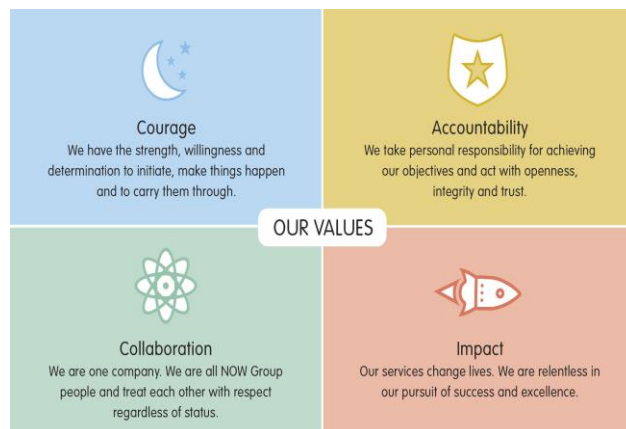 Courage
We have the strength, willingness and
determination to initiate, make things happen
and to carry them through.
Accountability
We take personal responsibility for achieving
our objectives and act with openness,
integrity and trust.
OUR VALUES
Collaboration
We are one company. We are all NOW Group
people and treat each other with respect
regardless of status.
Impact
Our services change lives. We are relentless in
our pursuit of success and excellence.